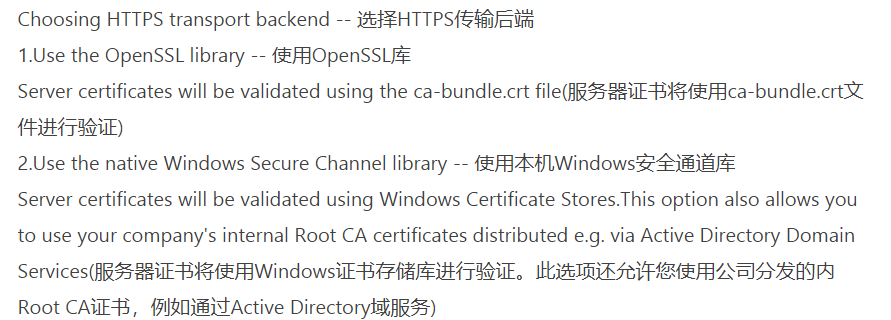 Choosing HTTPS transport backend -- 选择HTTPS传输后端
1.Use the OpenSSL library -- 使用OpenSSL库
Server certificates will be validated using the ca-bundle.crt file(服务器证书将使用ca-bundle.crt文
件进行验证)
2.Use the native Windows Secure Channel library -- 使用本机Windows安全通道库
Server certificates will be validated using Windows Certificate Stores.This option also allows you
to use your company's internal Root CA certificates distributed e.g. via Active Directory Domain
Services(服务器证书将使用Windows证书存储库进行验证。此选项还允许您使用公司分发的内
Root CA证书，例如通过Active Directory域服务)